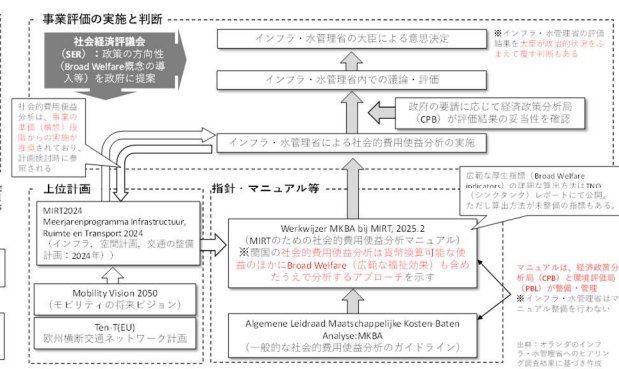 事業評価の実施と判断
社会経済評議会
（SER）：政策の方向性
（Broad Welfare概念の導
入等）を政府に提案
インフラ・水管理省の大臣による意思決定
※インフラ・水管理省の評価
結果を大臣が政治的状況をふ
まえて覆す判断もある
インフラ・水管理省内での議論・評価
政府の要請に応じて経済政策分析局
（CPB）が評価結果の妥当性を確認
社会的費用便益
分析は、事業の
準備（構想）段
階からの実施が
推奨されており、
計画検討時に参
照される
インフラ・水管理省による社会的費用便益分析の実施
広範な厚生指標（Broad Welfare
indicators）の詳細な算出方法はTNO
（シンクタンク）レポートにて公開。
ただし算出方法が未整備の指標もある。
上位計画
MIRT2024
Meerjarenprogramma Infrastructuur,
Ruimte en Transport 2024
（インフラ，空間計画，交通の整備
計画：2024年））
Mobility Vision 2050
（モビリティの将来ビジョン）
Ten-T(EU)
欧州横断交通ネットワーク計画
指針・マニュアル等
Werkwijzer MKBA bij MIRT, 2025.2
（MIRTのための社会的費用便益分析マニュアル）
※蘭国の社会的費用便益分析は貨幣換算可能な便
益のほかにBroad Welfare（広範な福祉効果）も含め
たうえで分析するアプローチを示す
Algemene Leidraad Maatschappelijke Kosten-Baten
Analyse:MKBA
（一般的な社会的費用便益分析のガイドライン）
マニュアルは、経済政策分
析局（CPB）と環境評価局
（PBL）が整備・管理
※インフラ・水管理省はマ
ニュアル整備を行わない
出典：オランダのインフ
ラ・水管理省へのヒアリン
グ調査結果に基づき作成